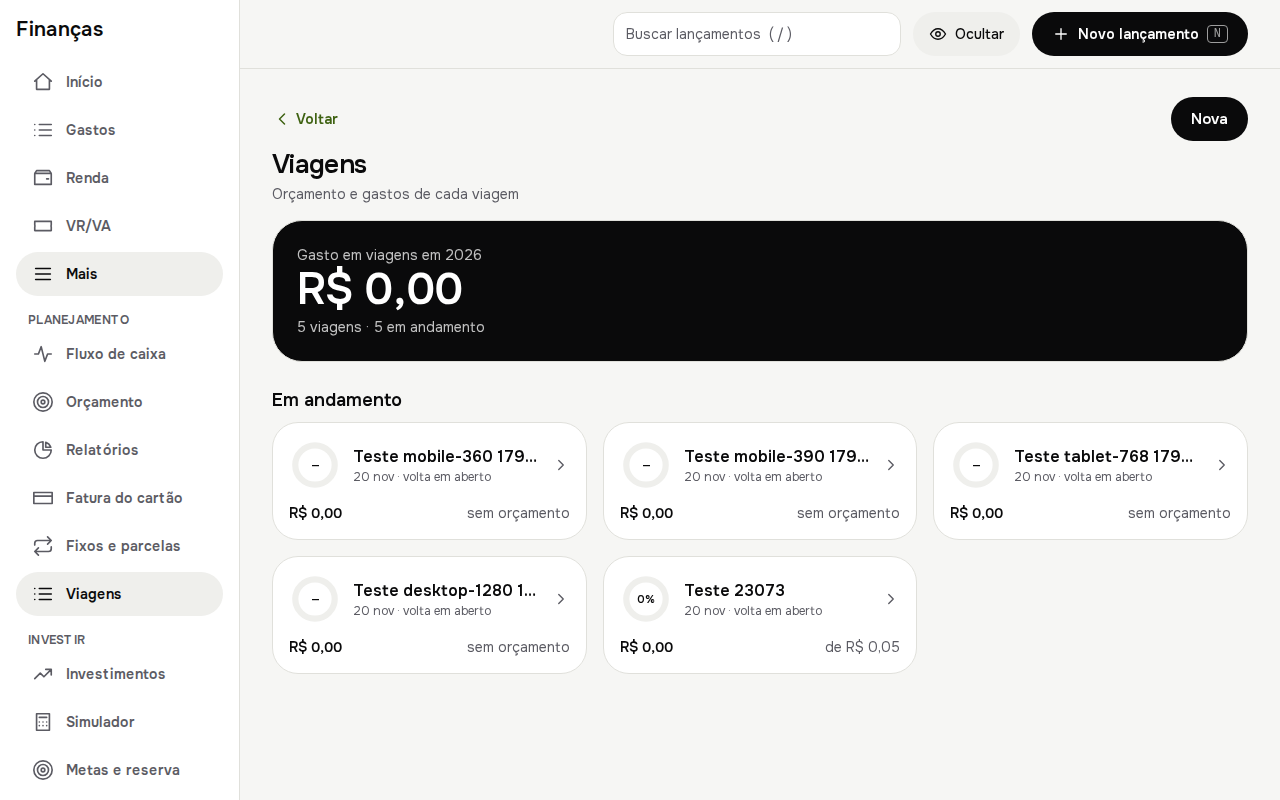 Finanças
Buscar lançamentos ( / )
Ocultar
Novo lançamento N
Início
Gastos
Renda
VR/VA
Mais
PLANEJAMENTO
Fluxo de caixa
Orçamento
Relatórios
Fatura do cartão
Fixos e parcelas
Viagens
INVESTIR
Investimentos
Simulador
Metas e reserva
Voltar
Nova
Viagens
Orçamento e gastos de cada viagem
Gasto em viagens em 2026
R$ 0,00
5 viagens · 5 em andamento
Em andamento
–
Teste mobile-360 179...
20 nov · volta em aberto
R$ 0,00 sem orçamento
–
Teste mobile-390 179...
20 nov · volta em aberto
R$ 0,00 sem orçamento
–
Teste tablet-768 179...
20 nov · volta em aberto
R$ 0,00 sem orçamento
–
Teste desktop-1280 1...
20 nov · volta em aberto
R$ 0,00 sem orçamento
0%
Teste 23073
20 nov · volta em aberto
R$ 0,00 de R$ 0,05